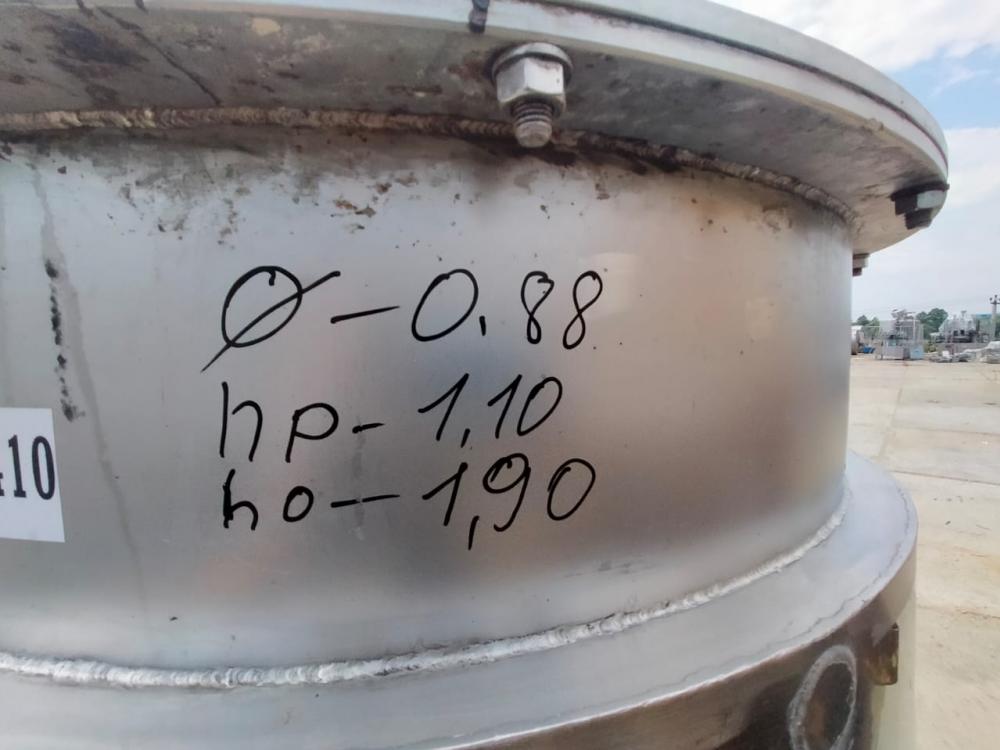 Ø - 0,88
hp - 1,10
ho - 1,90
10